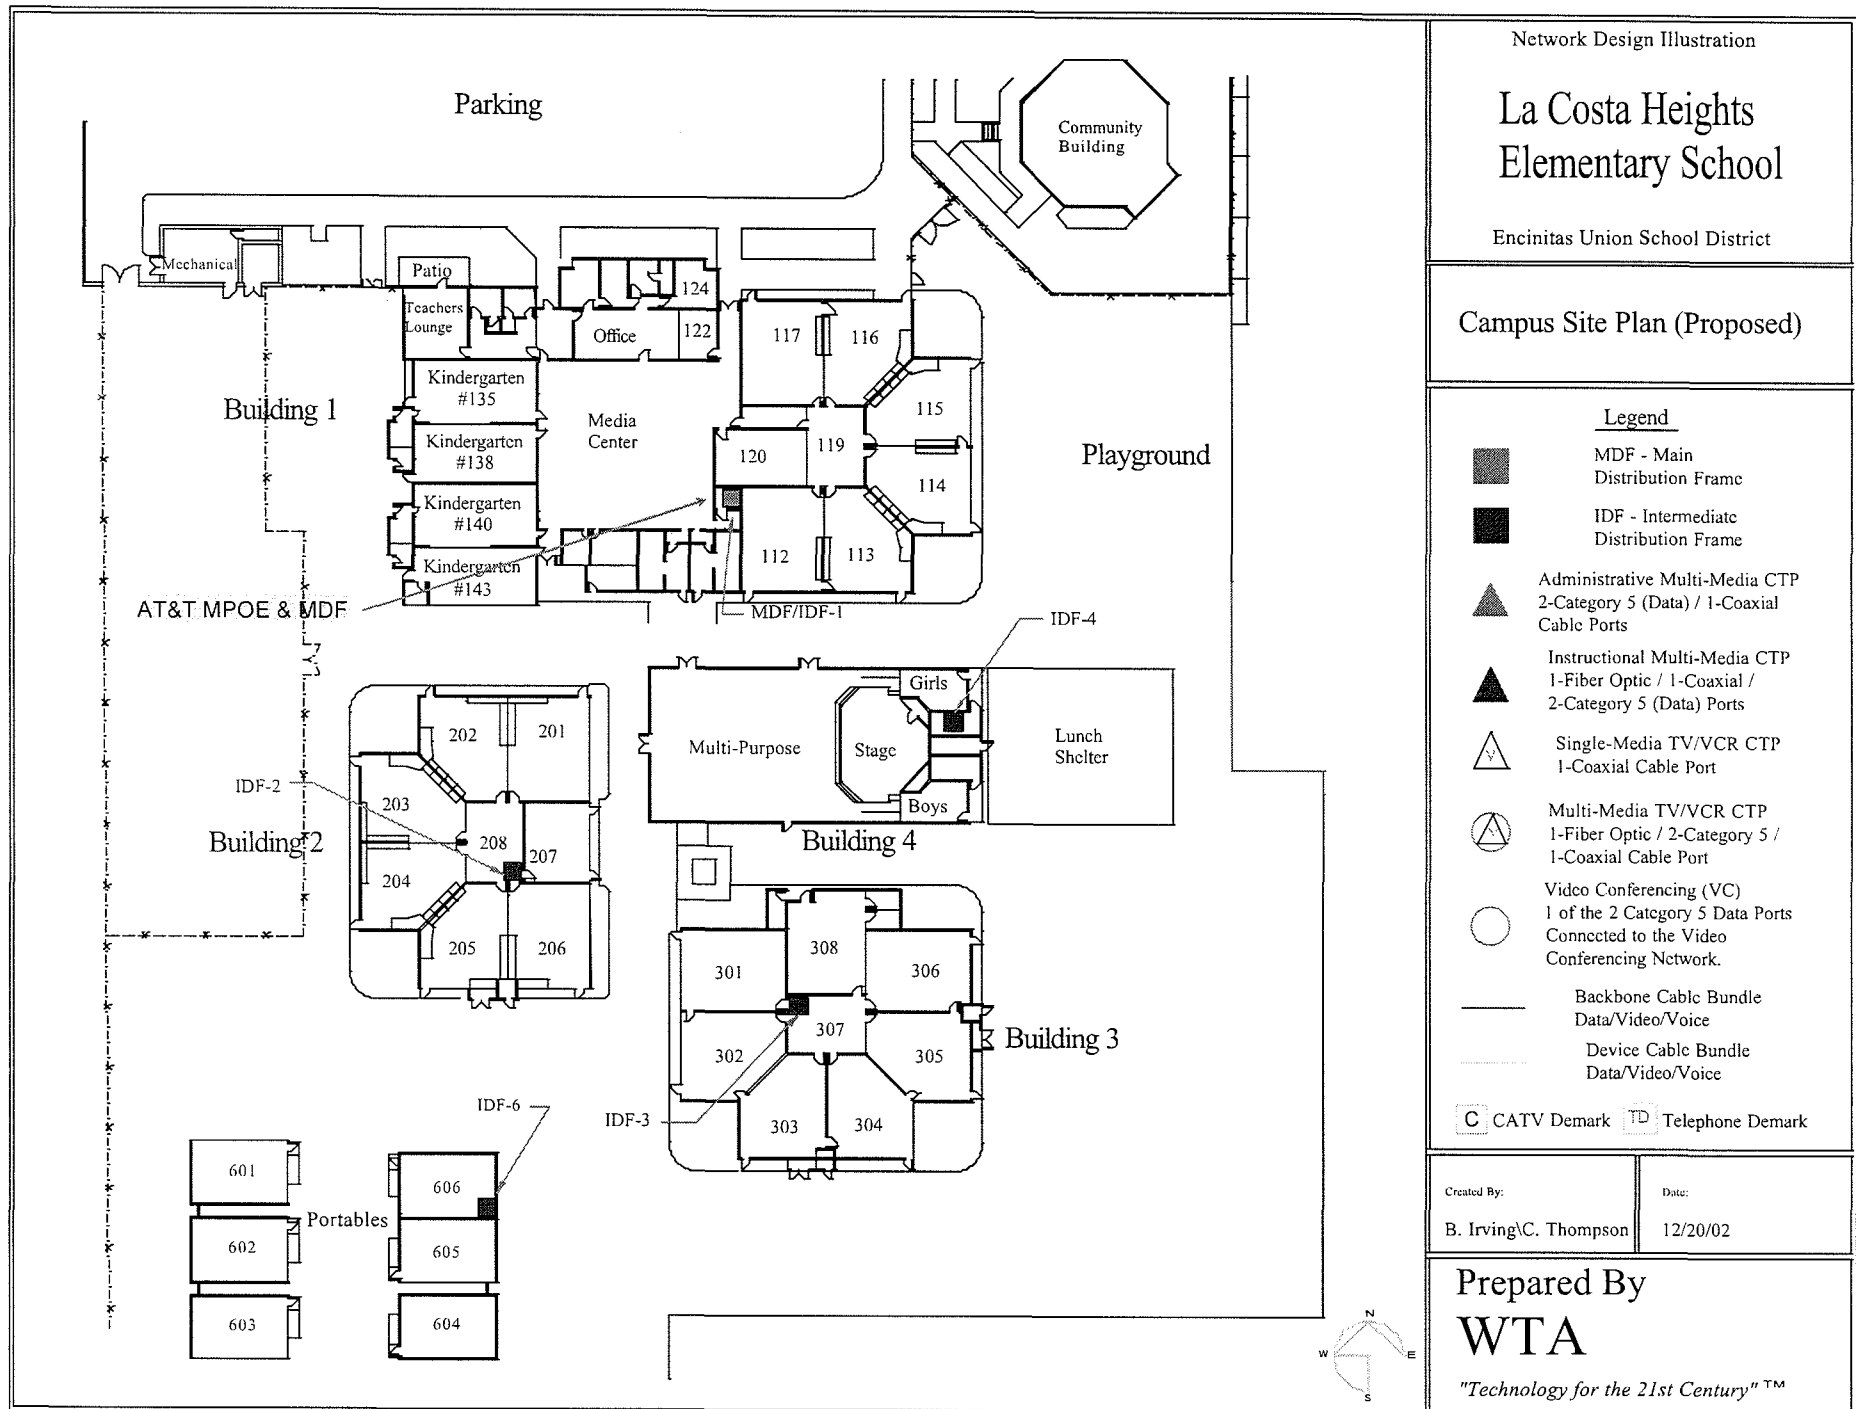 Network Design Illustration
La Costa Heights
Elementary School
Encinitas Union School District
Campus Site Plan (Proposed)
Legend
MDF - Main
Distribution Frame
IDF - Intermediate
Distribution Frame
Administrative Multi-Media CTP
2-Category 5 (Data) / 1-Coaxial
Cable Ports
Instructional Multi-Media CTP
1-Fiber Optic / 1-Coaxial /
2-Category 5 (Data) Ports
V
Single-Media TV/VCR CTP
1-Coaxial Cable Port
V
Multi-Media TV/VCR CTP
1-Fiber Optic / 2-Category 5 /
1-Coaxial Cable Port
Video Conferencing (VC)
1 of the 2 Category 5 Data Ports
Connected to the Video
Conferencing Network.
Backbone Cable Bundle
Data/Video/Voice
Device Cable Bundle
Data/Video/Voice
C CATV Demark TD Telephone Demark
Created By:
B. Irving\C. Thompson
Date:
12/20/02
Prepared By
WTA
"Technology for the 21st Century" TM
Parking
Community
Building
Mechanical
Patio
Teachers
Lounge
Office
124
122
117
116
Kindergarten
#135
Building 1
Media
Center
115
Kindergarten
#138
120
119
Playground
114
Kindergarten
#140
112
113
Kindergarten
#143
AT&T MPOE & MDF
MDF/IDF-1
IDF-4
Girls
202
201
Multi-Purpose
Stage
Lunch
Shelter
IDF-2
203
Boys
Building 2
208
207
Building 4
204
205
206
308
301
306
307
302
305
Building 3
IDF-6
IDF-3
303
304
601
606
Portables
602
605
603
604
N
W
E
S